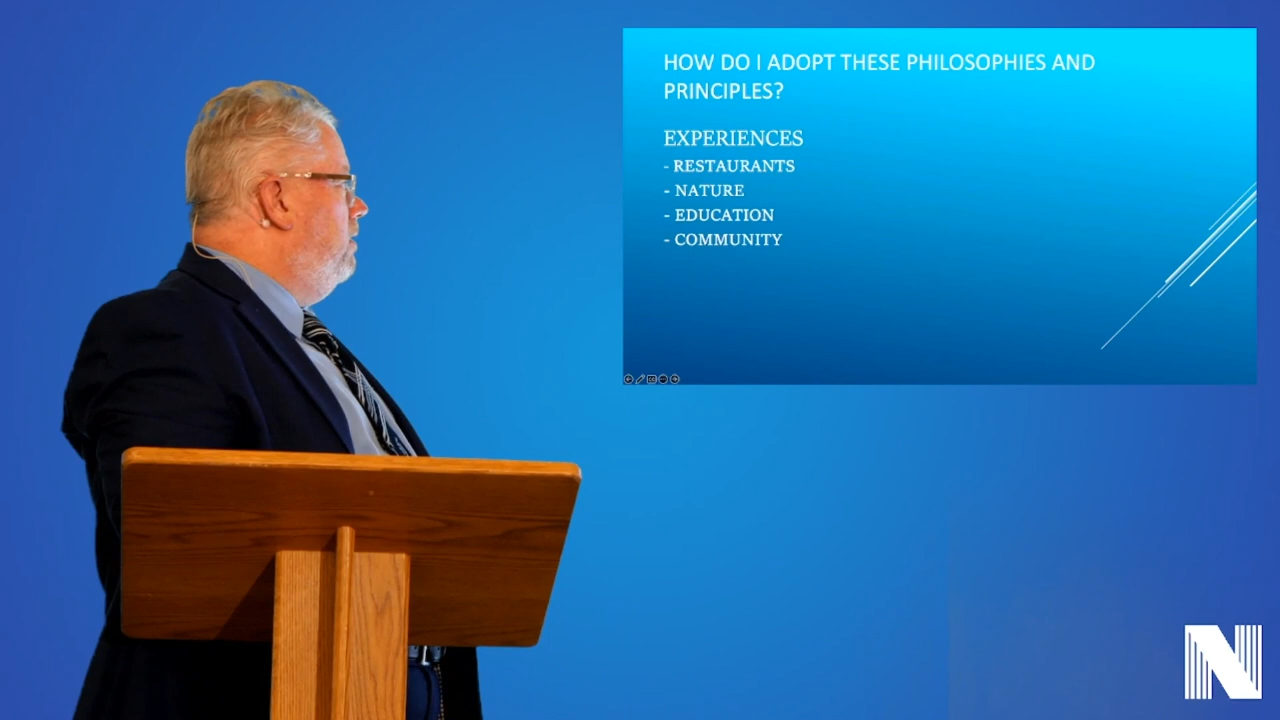 HOW DO I ADOPT THESE PHILOSOPHIES AND
PRINCIPLES?
EXPERIENCES
- RESTAURANTS
- NATURE
- EDUCATION
- COMMUNITY
N